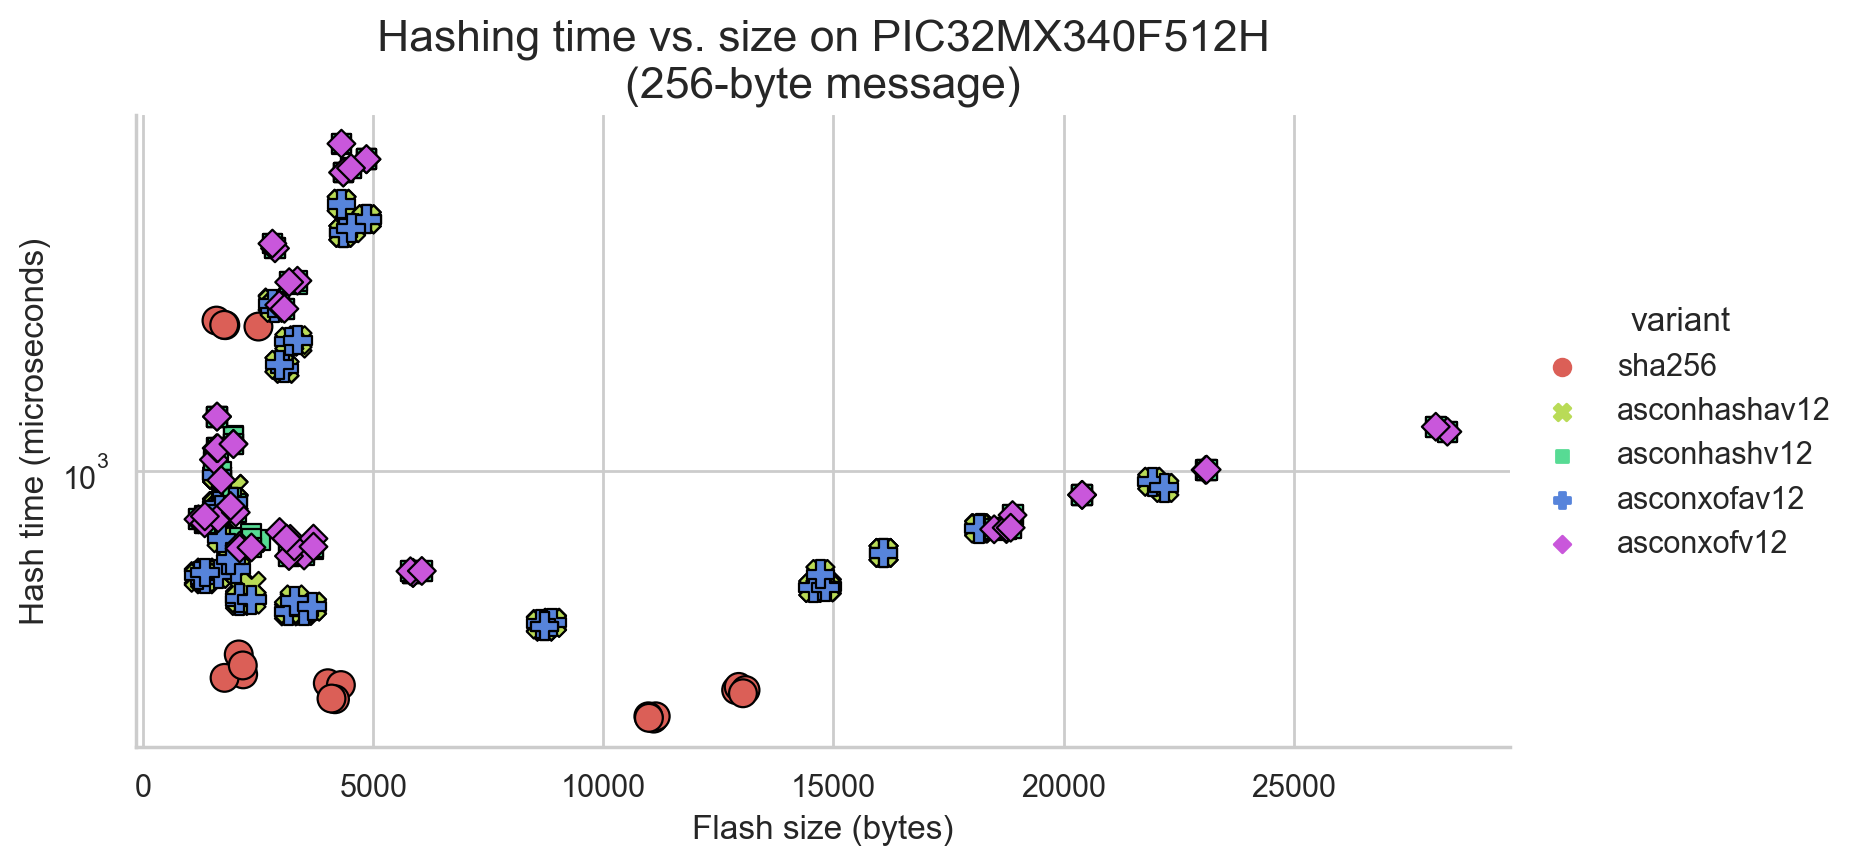 Hashing time vs. size on PIC32MX340F512H
(256-byte message)
Hash time (microseconds)
10³
0
5000
10000
15000
20000
25000
Flash size (bytes)
variant
sha256
asconhashav12
asconhashv12
asconxofav12
asconxofv12